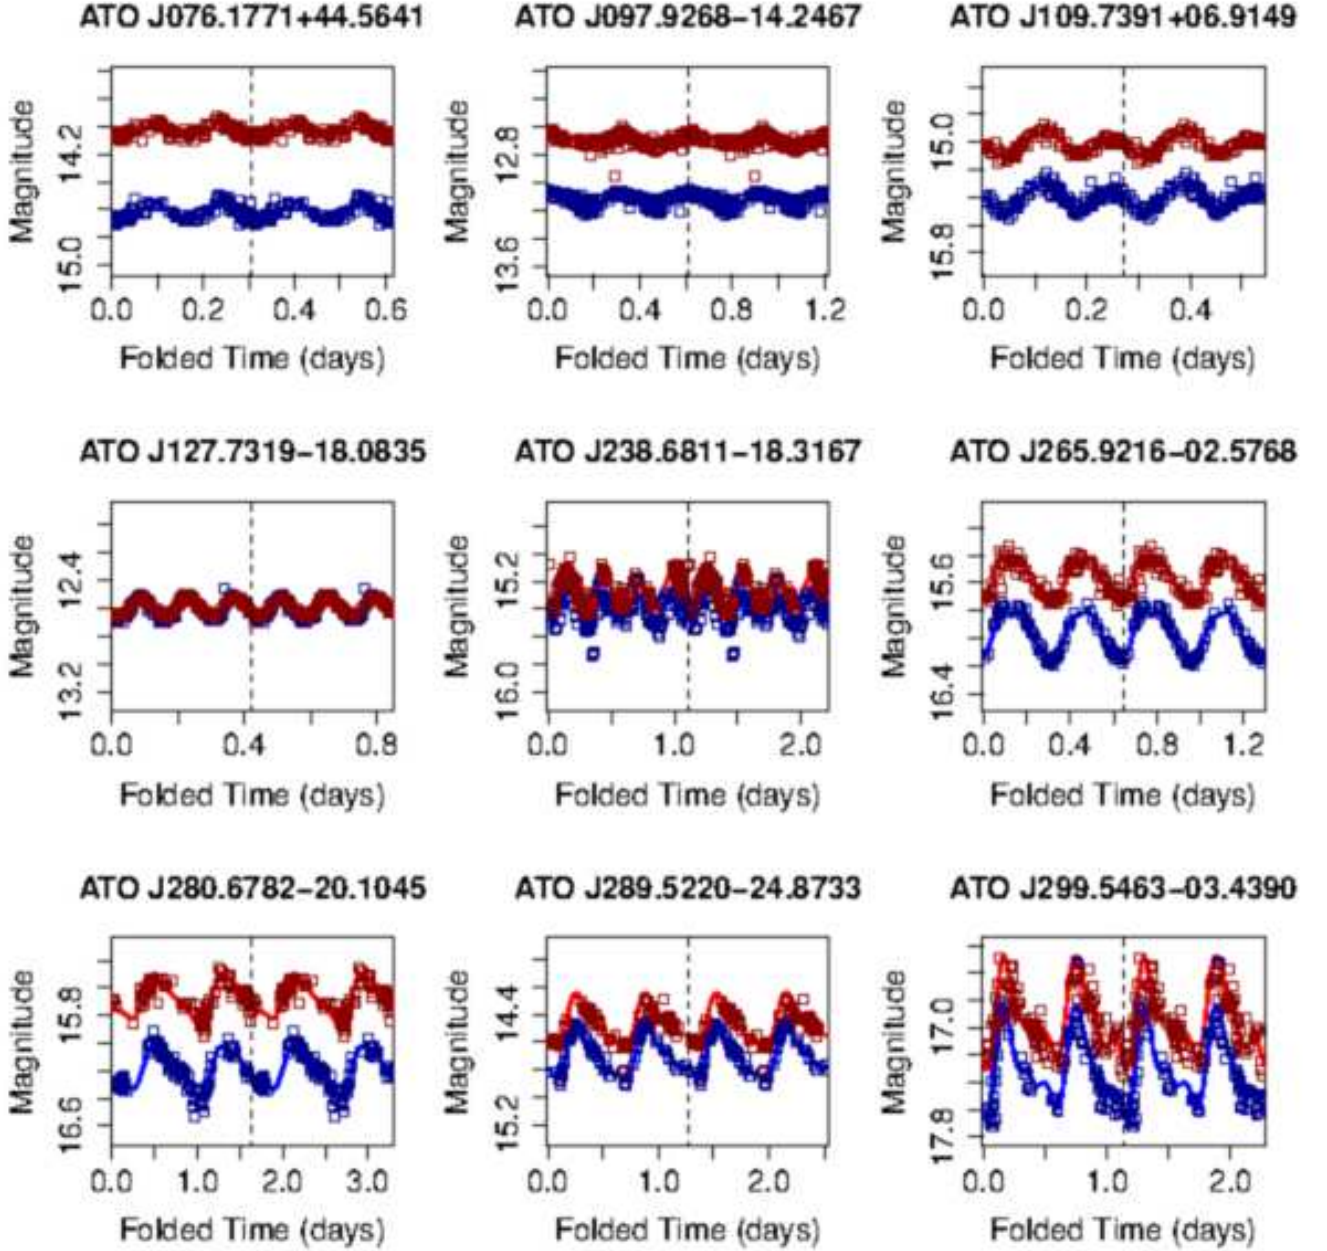 ATO J076.1771+44.5641 ATO J097.9268−14.2467 ATO J109.7391+06.9149
Magnitude 14.2 15.0 Magnitude 12.8 13.6 Magnitude 15.0 15.8
0.0 0.2 0.4 0.6 0.0 0.4 0.8 1.2 0.0 0.4
Folded Time (days) Folded Time (days) Folded Time (days)
ATO J127.7319−18.0835 ATO J238.6811−18.3167 ATO J265.9216−02.5768
Magnitude 12.4 13.2 Magnitude 15.2 16.0 Magnitude 15.6 16.4
0.0 0.4 0.8 0.0 1.0 2.0 0.0 0.4 0.8 1.2
Folded Time (days) Folded Time (days) Folded Time (days)
ATO J280.6782−20.1045 ATO J289.5220−24.8733 ATO J299.5463−03.4390
Magnitude 15.8 16.6 Magnitude 14.4 15.2 Magnitude 17.0 17.8
0.0 1.0 2.0 3.0 0.0 1.0 2.0 0.0 1.0 2.0
Folded Time (days) Folded Time (days) Folded Time (days)